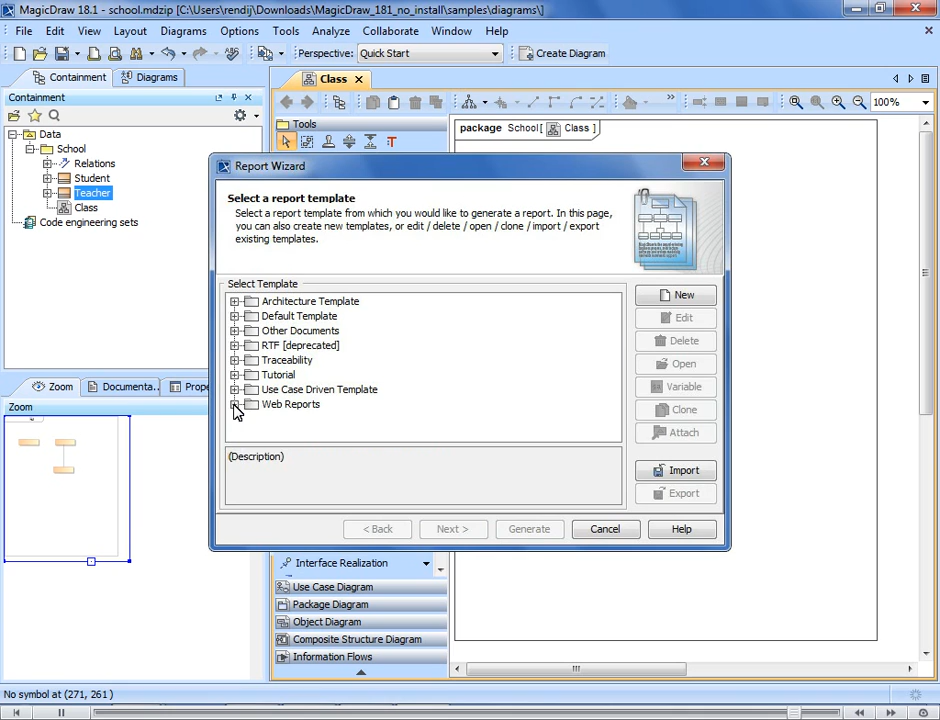 MagicDraw 18.1 - school.mdzip [C:\Users\rendij\Downloads\MagicDraw_181_no_install\samples\diagrams\]
File Edit View Layout Diagrams Options Tools Analyze Collaborate Window Help
Perspective: Quick Start Create Diagram
Containment Diagrams
Class
Containment
100%
Tools
Data
School
Relations
Student
Teacher
Class
Code engineering sets
package School[ Class ]
Report Wizard
Select a report template
Select a report template from which you would like to generate a report. In this page,
you can also create new templates, or edit / delete / open / clone / import / export
existing templates.
Select Template
Architecture Template
Default Template
Other Documents
RTF [deprecated]
Traceability
Tutorial
Use Case Driven Template
Web Reports
New
Edit
Delete
Open
Variable
Clone
Attach
Import
Export
(Description)
< Back Next > Generate Cancel Help
Zoom Documenta... Prope
Zoom
Interface Realization
Use Case Diagram
Package Diagram
Object Diagram
Composite Structure Diagram
Information Flows
No symbol at (271, 261 )